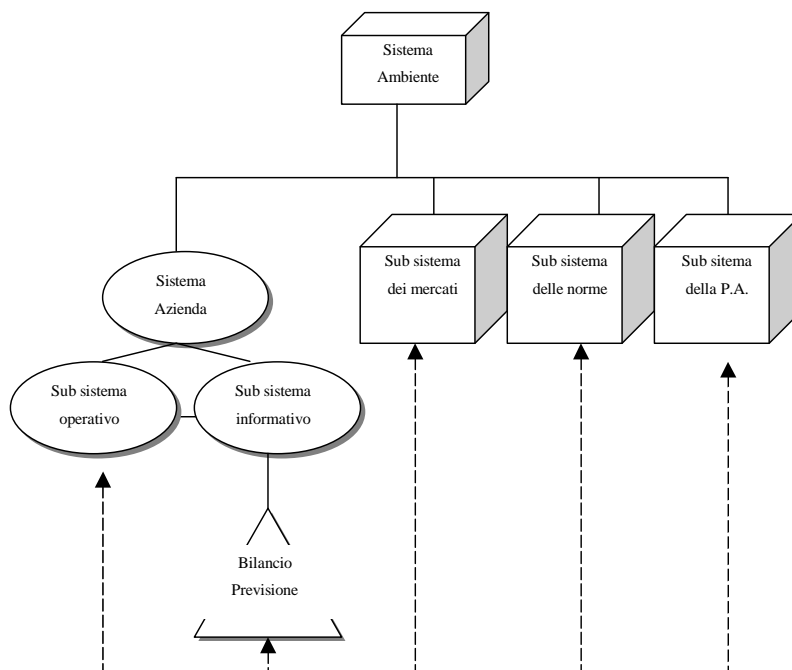 Sistema
Ambiente
Sistema
Azienda
Sub sistema
dei mercati
Sub sistema
delle norme
Sub sitema
della P.A.
Sub sistema
operativo
Sub sistema
informativo
Bilancio
Previsione